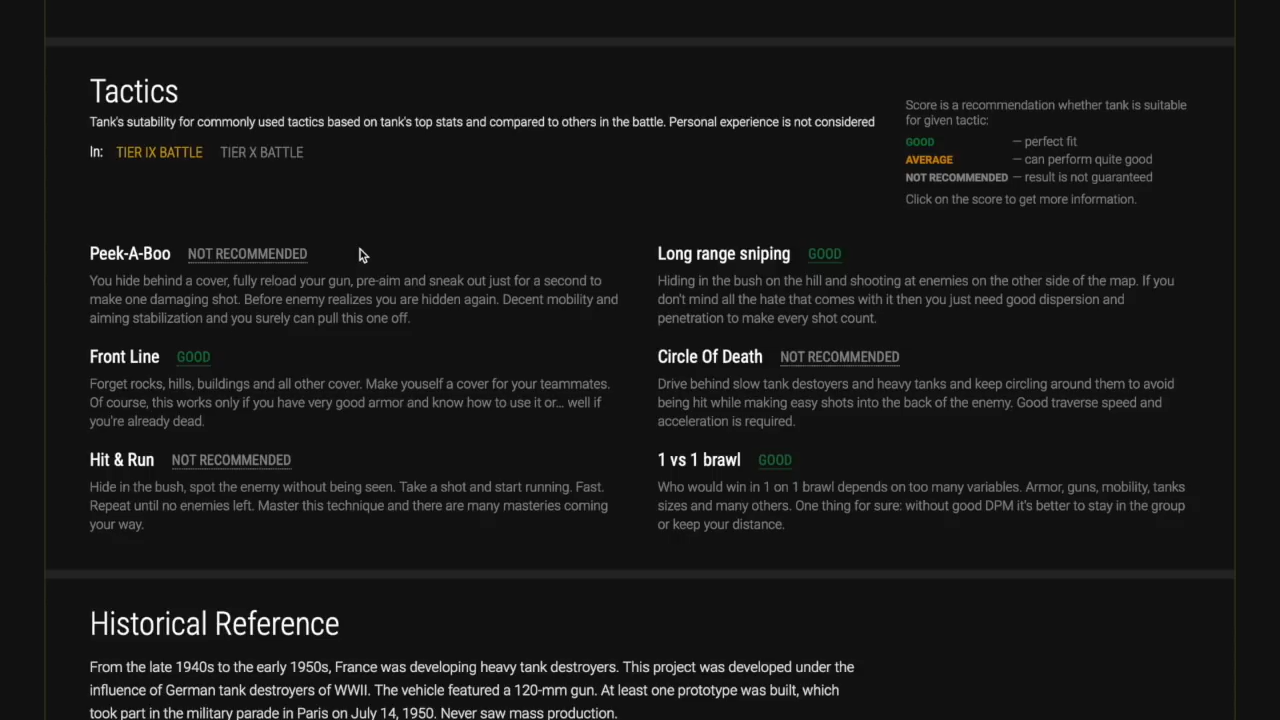 Tactics
Tank's sutability for commonly used tactics based on tank's top stats and compared to others in the battle. Personal experience is not considered
In: TIER IX BATTLE TIER X BATTLE
Score is a recommendation whether tank is suitable
for given tactic:
GOOD — perfect fit
AVERAGE — can perform quite good
NOT RECOMMENDED — result is not guaranteed
Click on the score to get more information.
Peek-A-Boo NOT RECOMMENDED
You hide behind a cover, fully reload your gun, pre-aim and sneak out just for a second to
make one damaging shot. Before enemy realizes you are hidden again. Decent mobility and
aiming stabilization and you surely can pull this one off.
Long range sniping GOOD
Hiding in the bush on the hill and shooting at enemies on the other side of the map. If you
don't mind all the hate that comes with it then you just need good dispersion and
penetration to make every shot count.
Front Line GOOD
Forget rocks, hills, buildings and all other cover. Make youself a cover for your teammates.
Of course, this works only if you have very good armor and know how to use it or... well if
you're already dead.
Circle Of Death NOT RECOMMENDED
Drive behind slow tank destoyers and heavy tanks and keep circling around them to avoid
being hit while making easy shots into the back of the enemy. Good traverse speed and
acceleration is required.
Hit & Run NOT RECOMMENDED
Hide in the bush, spot the enemy without being seen. Take a shot and start running. Fast.
Repeat until no enemies left. Master this technique and there are many masteries coming
your way.
1 vs 1 brawl GOOD
Who would win in 1 on 1 brawl depends on too many variables. Armor, guns, mobility, tanks
sizes and many others. One thing for sure: without good DPM it's better to stay in the group
or keep your distance.
Historical Reference
From the late 1940s to the early 1950s, France was developing heavy tank destroyers. This project was developed under the
influence of German tank destroyers of WWII. The vehicle featured a 120-mm gun. At least one prototype was built, which
took part in the military parade in Paris on July 14, 1950. Never saw mass production.